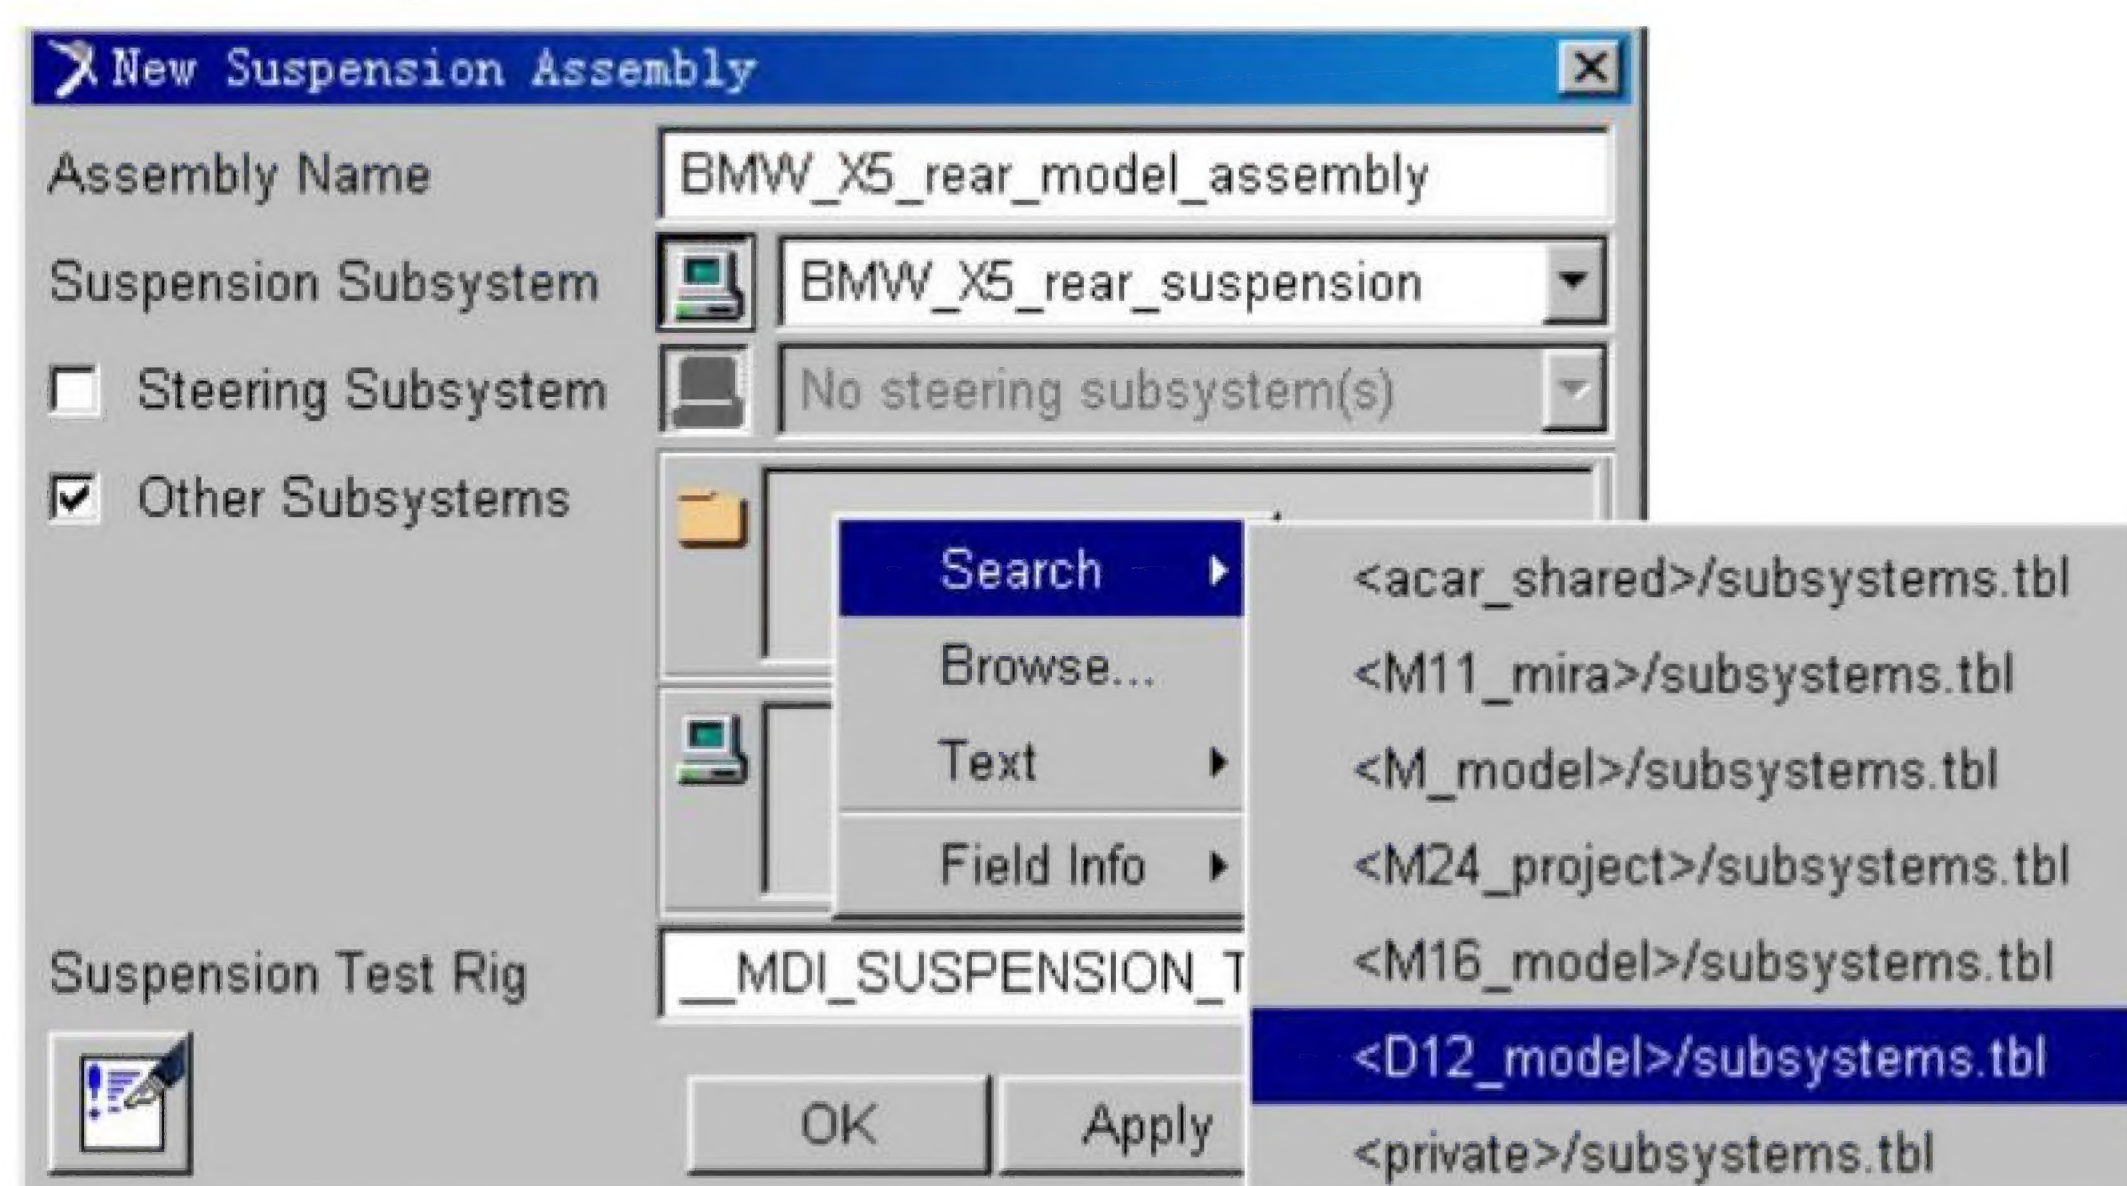 New Suspension Assembly
Assembly Name BMW_X5_rear_model_assembly
Suspension Subsystem BMW_X5_rear_suspension
Steering Subsystem No steering subsystem(s)
Other Subsystems
Search
Browse...
Text
Field Info
<acar_shared>/subsystems.tbl
<M11_mira>/subsystems.tbl
<M_model>/subsystems.tbl
<M24_project>/subsystems.tbl
<M16_model>/subsystems.tbl
<D12_model>/subsystems.tbl
<private>/subsystems.tbl
Suspension Test Rig __MDI_SUSPENSION_T
OK Apply